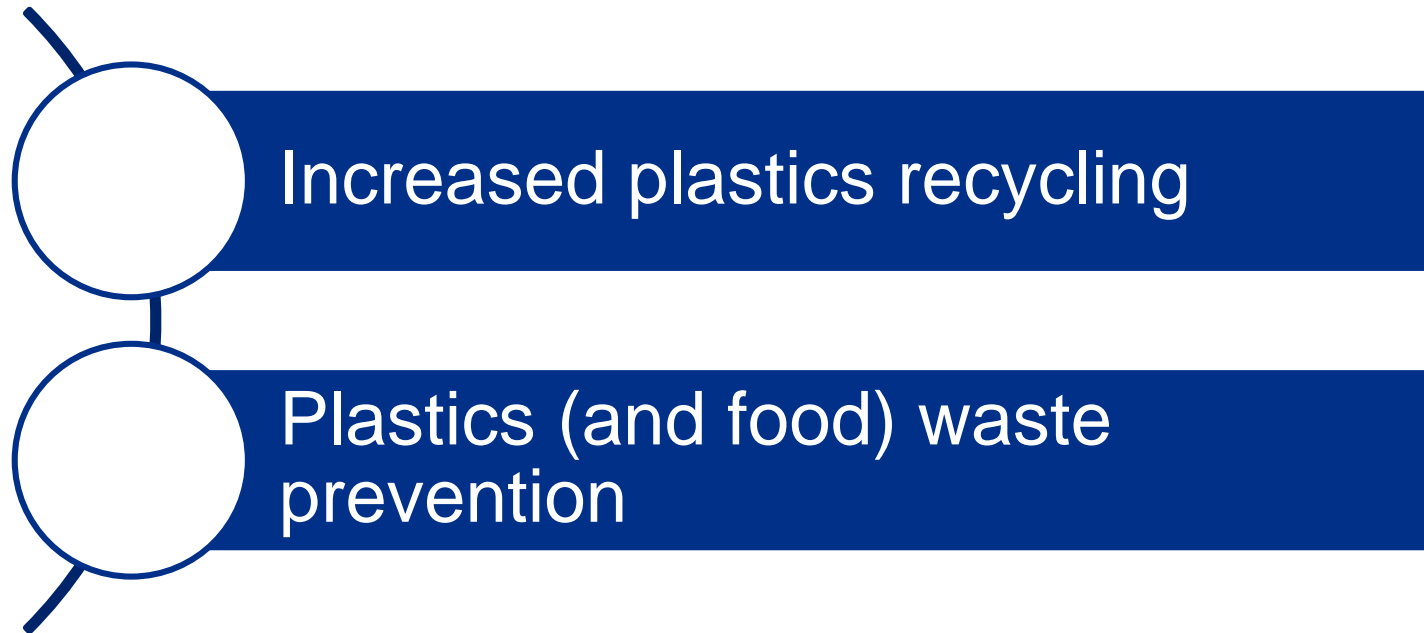 Increased plastics recycling
Plastics (and food) waste
prevention